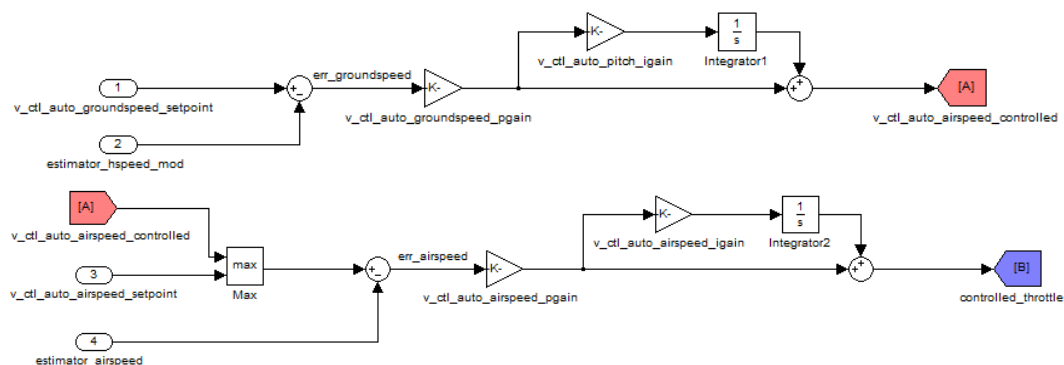 K-
1
s
v_ctl_auto_pitch_igain
Integrator1
1
+
−
err_groundspeed
K-
+
+
[A]
v_ctl_auto_groundspeed_setpoint
v_ctl_auto_groundspeed_pgain
v_ctl_auto_airspeed_controlled
2
estimator_hspeed_mod
[A]
v_ctl_auto_airspeed_controlled
K-
1
s
v_ctl_auto_airspeed_igain
Integrator2
max
Max
+
−
err_airspeed
K-
+
+
[B]
3
v_ctl_auto_airspeed_setpoint
v_ctl_auto_airspeed_pgain
controlled_throttle
4
estimator_airspeed